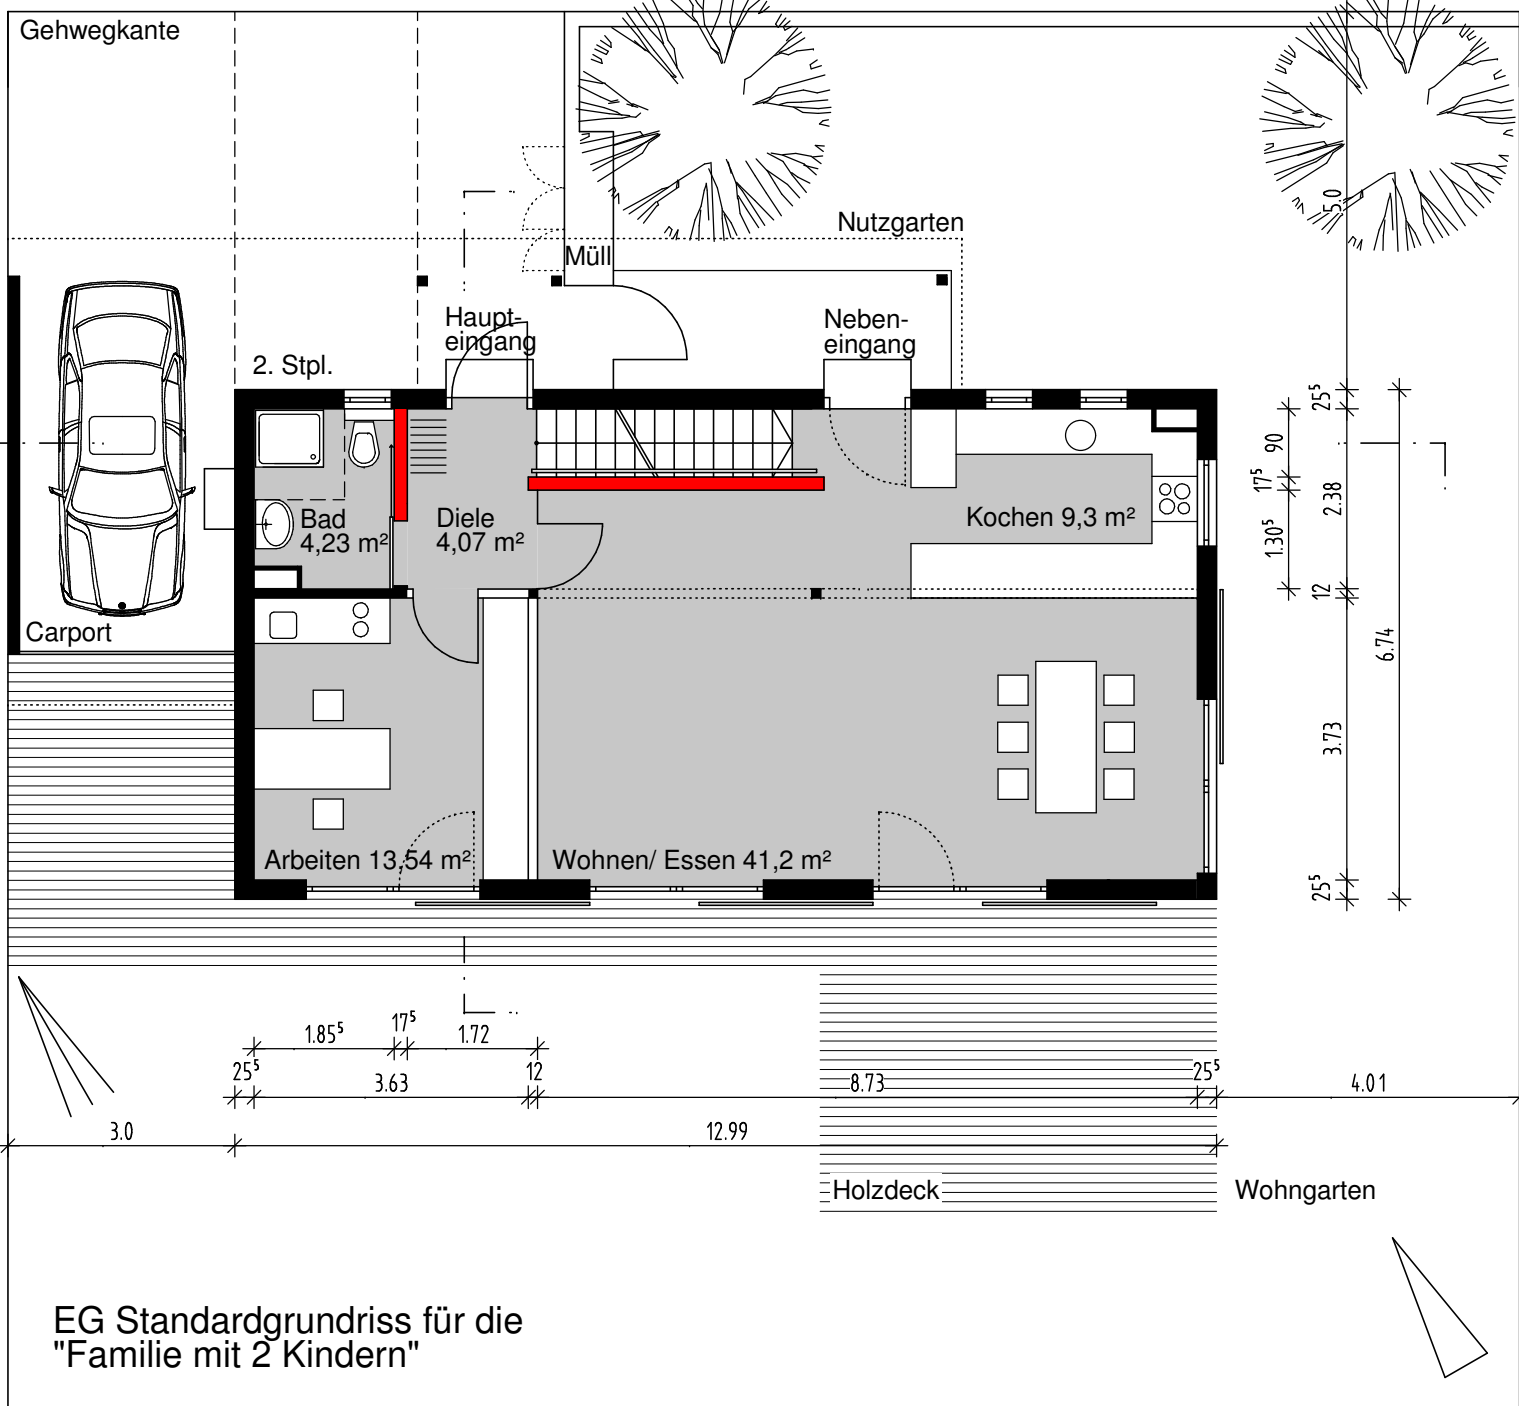 Gehwegkante
5.0
Nutzgarten
Müll
Haupt-
eingang
Neben-
eingang
2. Stpl.
25⁵
90
17⁵
2.38
1.30⁵
12
6.74
3.73
25⁵
Bad
4,23 m²
Diele
4,07 m²
Kochen 9,3 m²
Carport
Arbeiten 13,54 m²
Wohnen/ Essen 41,2 m²
1.85⁵
17⁵
1.72
25⁵
3.63
12
8.73
25⁵
4.01
3.0
12.99
Holzdeck
Wohngarten
EG Standardgrundriss für die
"Familie mit 2 Kindern"